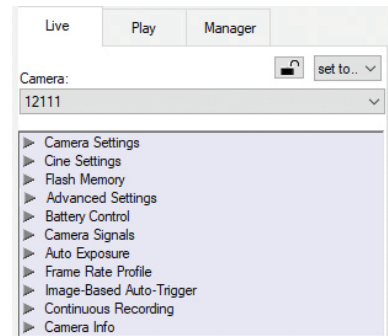 Live Play Manager
set to..
Camera:
12111
Camera Settings
Cine Settings
Flash Memory
Advanced Settings
Battery Control
Camera Signals
Auto Exposure
Frame Rate Profile
Image-Based Auto-Trigger
Continuous Recording
Camera Info